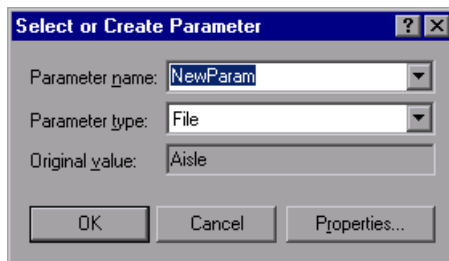 Select or Create Parameter
Parameter name: NewParam
Parameter type: File
Original value: Aisle
OK Cancel Properties...